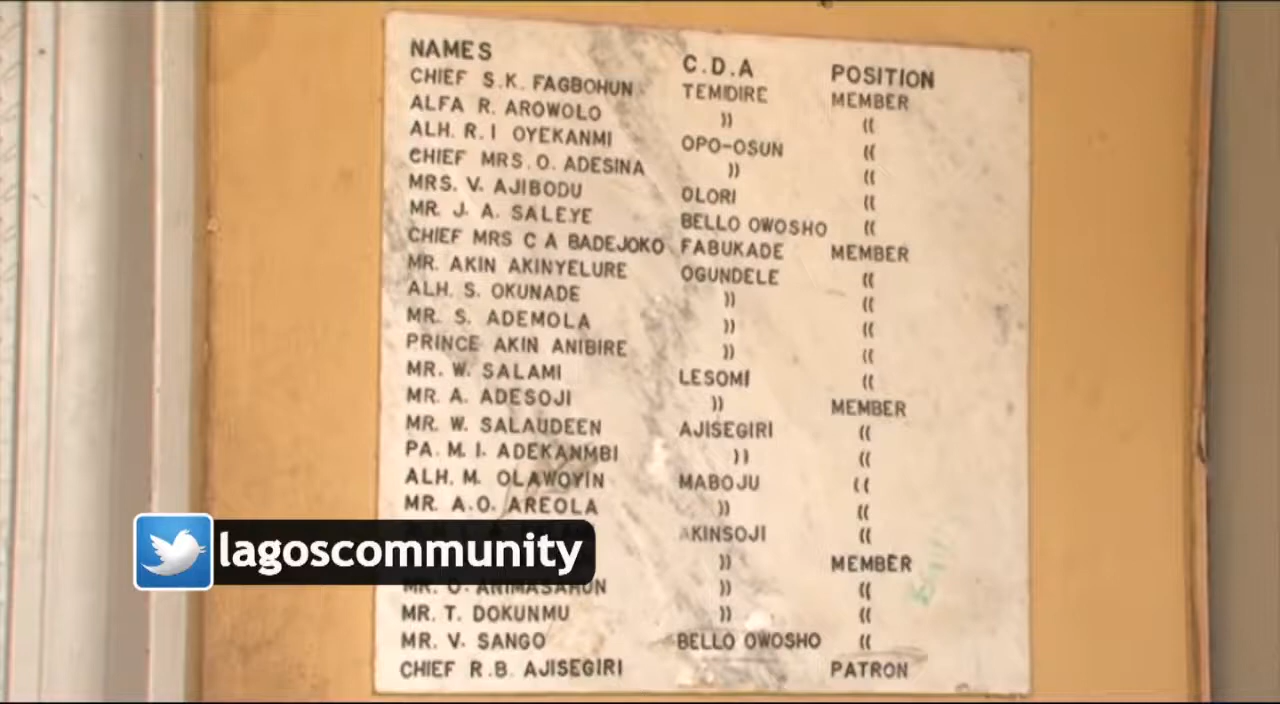 NAMES C.D.A POSITION
CHIEF S.K. FAGBOHUN TEMIDIRE MEMBER
ALFA R. AROWOLO )) ((
ALH. R. I OYEKANMI OPO-OSUN ((
CHIEF MRS. O. ADESINA )) ((
MRS. V. AJIBODU OLORI ((
MR. J. A. SALEYE BELLO OWOSHO ((
CHIEF MRS C A BADEJOKO FABUKADE MEMBER
MR. AKIN AKINYELURE OGUNDELE ((
ALH. S. OKUNADE )) ((
MR. S. ADEMOLA )) ((
PRINCE AKIN ANIBIRE )) ((
MR. W. SALAMI LESOMI ((
MR. A. ADESOJI )) MEMBER
MR. W. SALAUDEEN AJISEGIRI ((
PA. M. I. ADEKANMBI )) ((
ALH. M. OLAWOYIN MABOJU ((
MR. A.O. AREOLA )) ((
AKINSOJI ((
lagoscommunity )) MEMBER
MR. O. ANIMASAHUN )) ((
MR. T. DOKUNMU )) ((
MR. V. SANGO BELLO OWOSHO ((
CHIEF R.B. AJISEGIRI PATRON